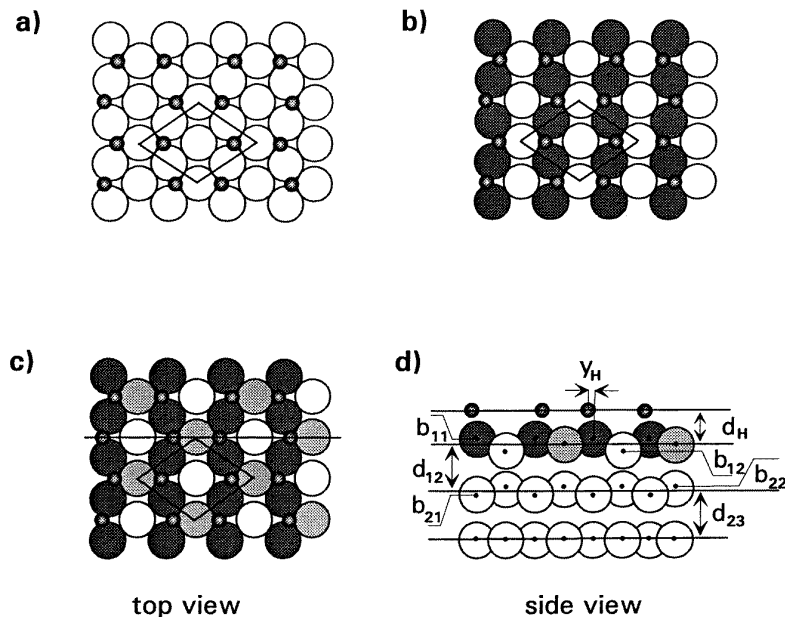 a)
b)
c)
d)
y_H
b_11
d_H
d_12
b_12
b_22
b_21
d_23
top view
side view